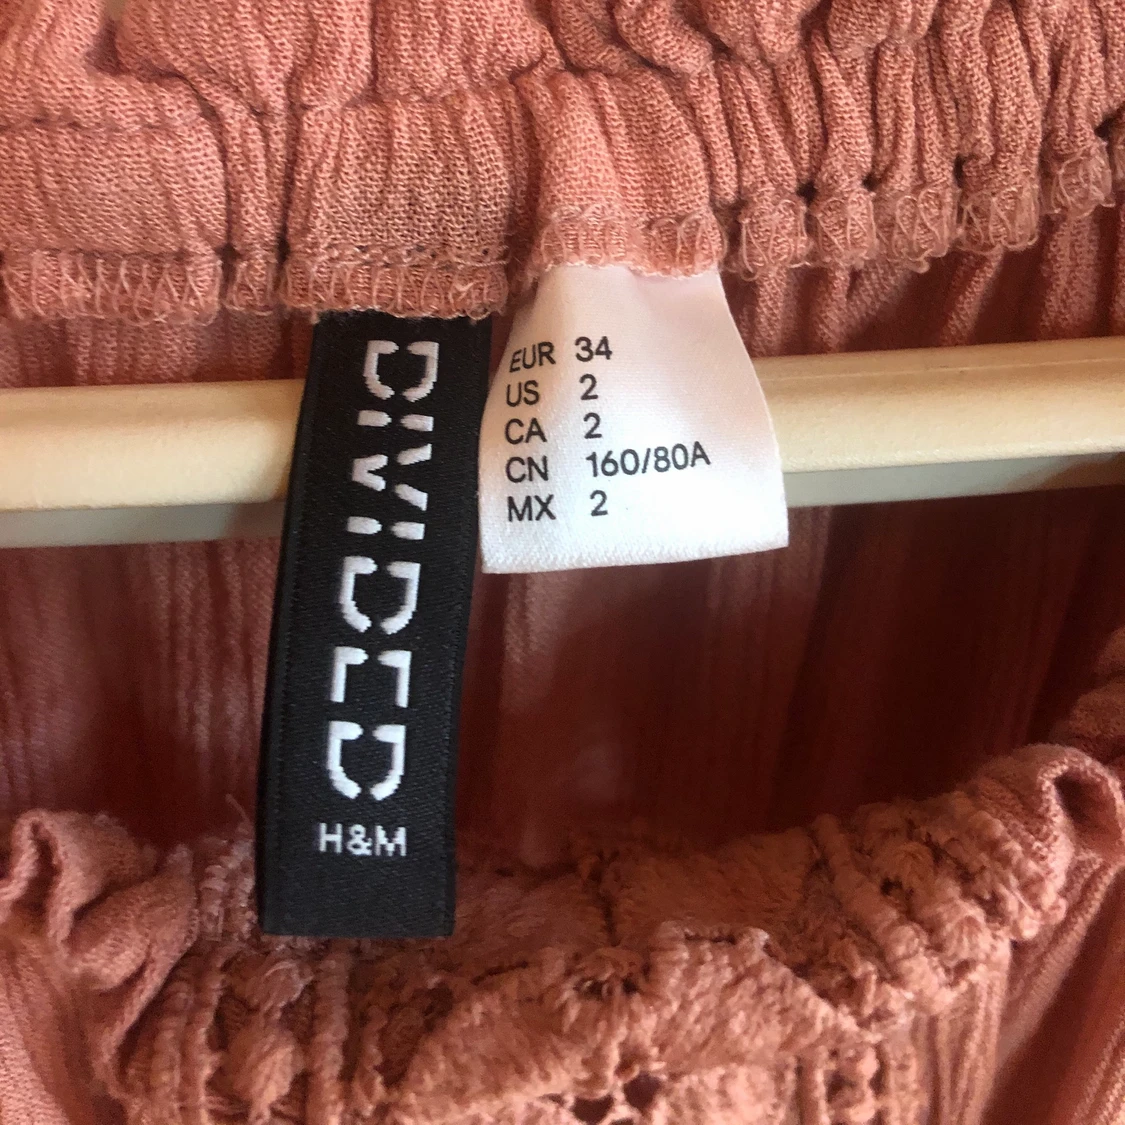 DIVIDED
H&M
EUR 34
US 2
CA 2
CN 160/80A
MX 2